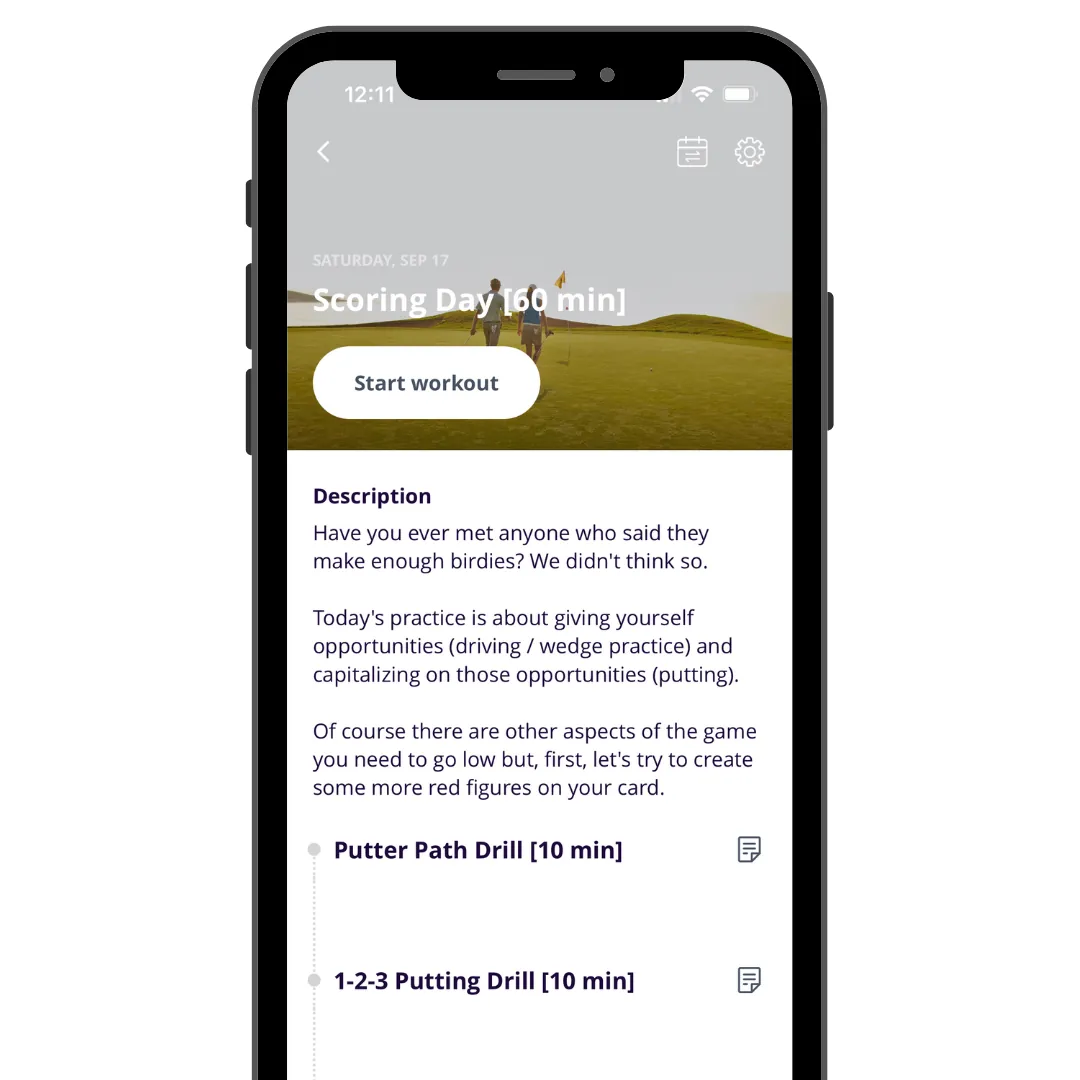 12:11
SATURDAY, SEP 17
Scoring Day [60 min]
Start workout
Description
Have you ever met anyone who said they
make enough birdies? We didn't think so.
Today's practice is about giving yourself
opportunities (driving / wedge practice) and
capitalizing on those opportunities (putting).
Of course there are other aspects of the game
you need to go low but, first, let's try to create
some more red figures on your card.
Putter Path Drill [10 min]
1-2-3 Putting Drill [10 min]